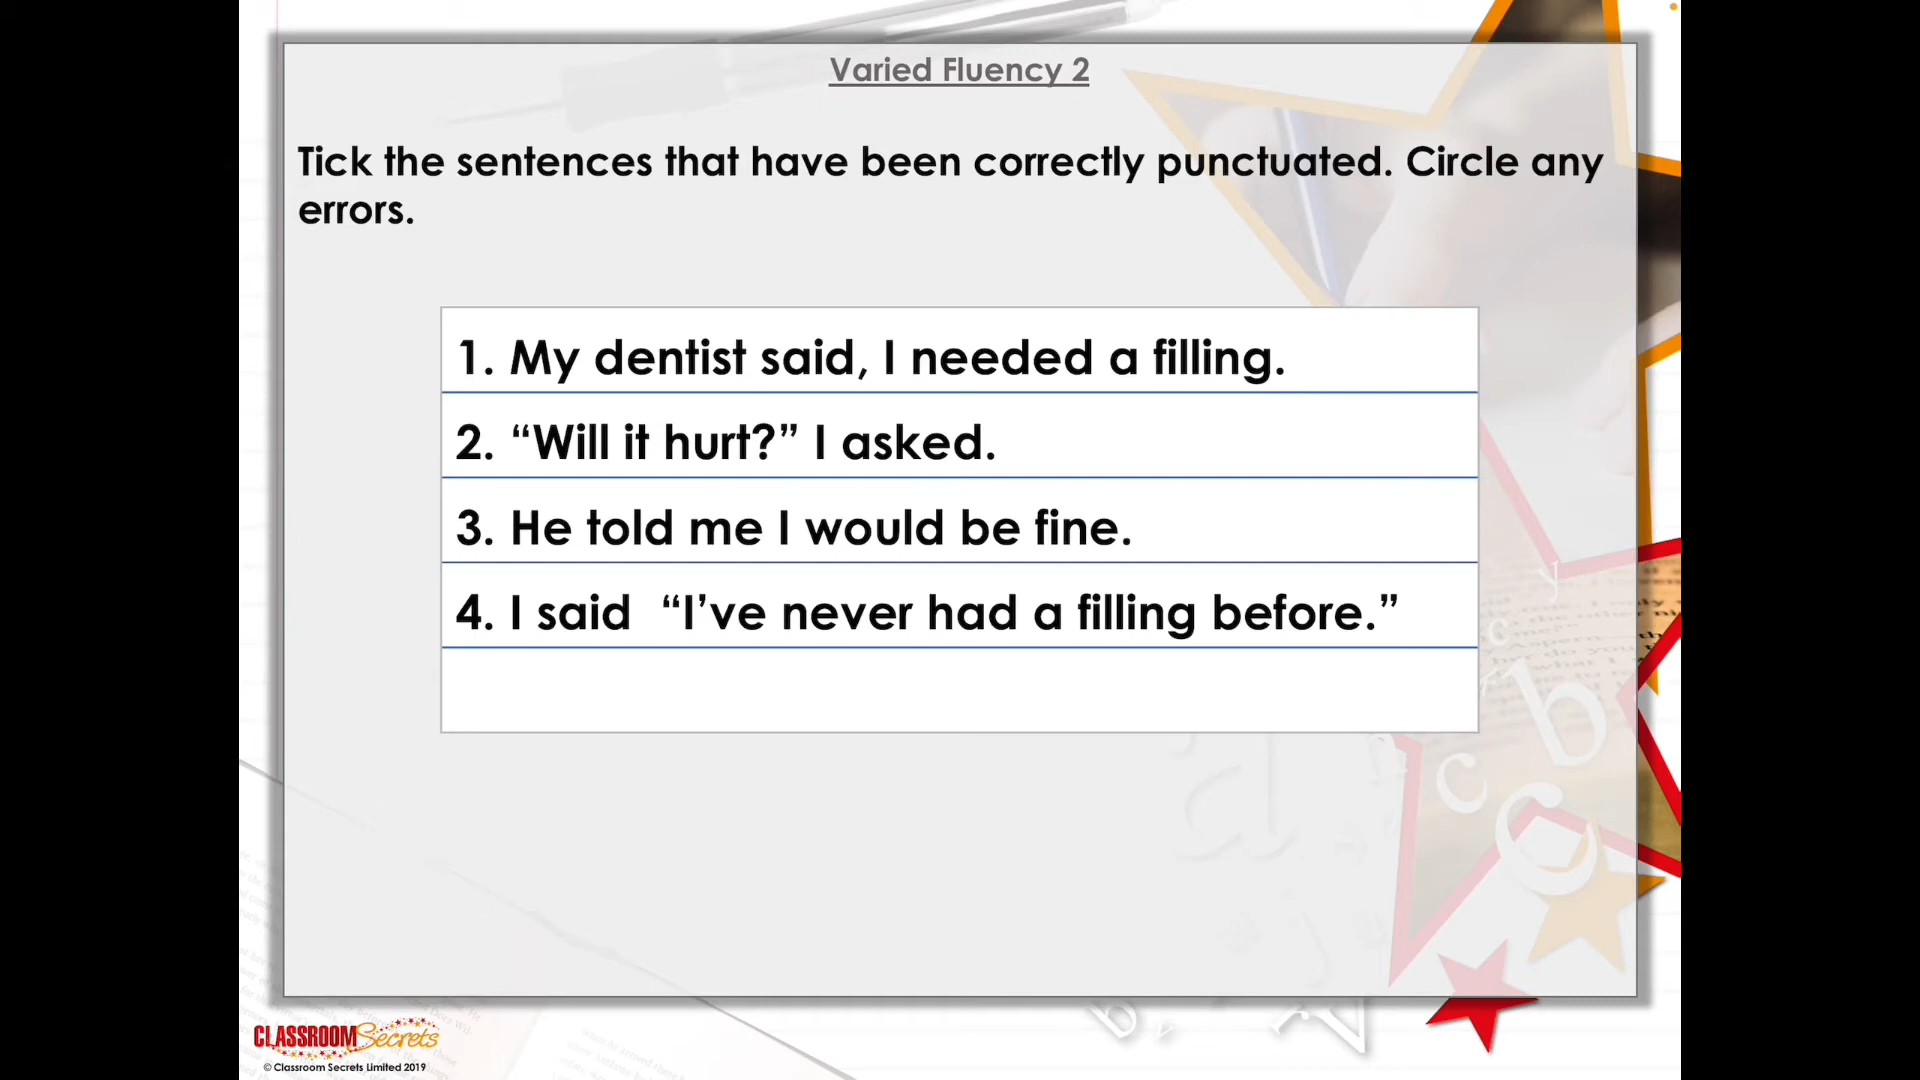 Varied Fluency 2
Tick the sentences that have been correctly punctuated. Circle any
errors.
1. My dentist said, I needed a filling.
2. “Will it hurt?” I asked.
3. He told me I would be fine.
4. I said  “I’ve never had a filling before.”
CLASSROOM Secrets
© Classroom Secrets Limited 2019